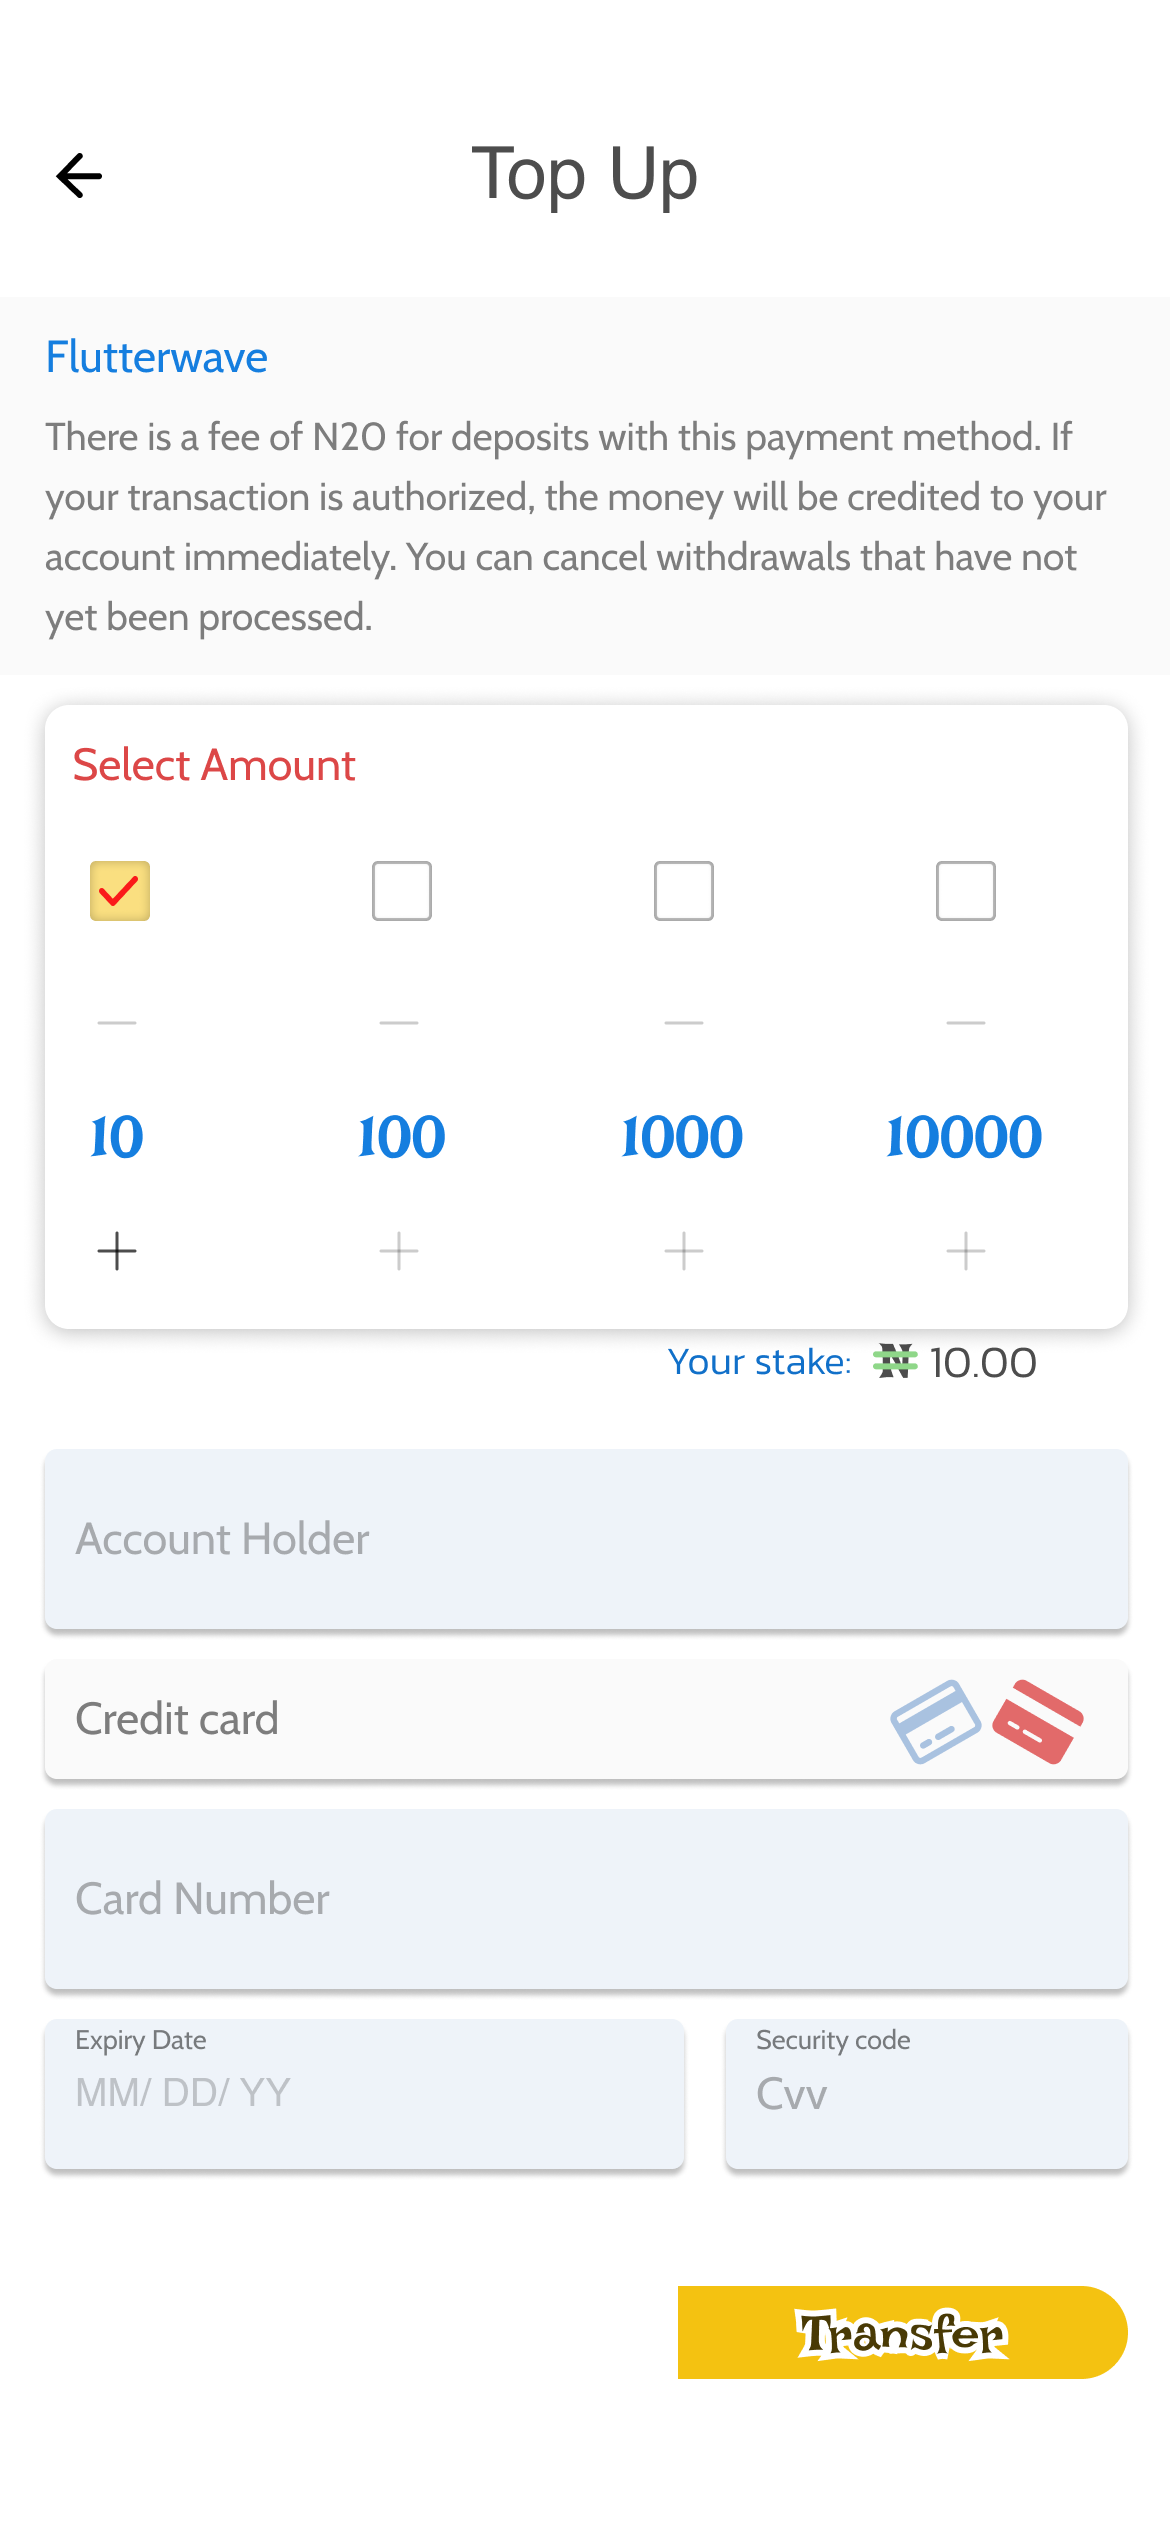 Top Up
Flutterwave
There is a fee of N20 for deposits with this payment method. If
your transaction is authorized, the money will be credited to your
account immediately. You can cancel withdrawals that have not
yet been processed.
Select Amount
10 100 1000 10000
Your stake: ₦ 10.00
Account Holder
Credit card
Card Number
Expiry Date
MM/ DD/ YY
Security code
Cvv
Transfer